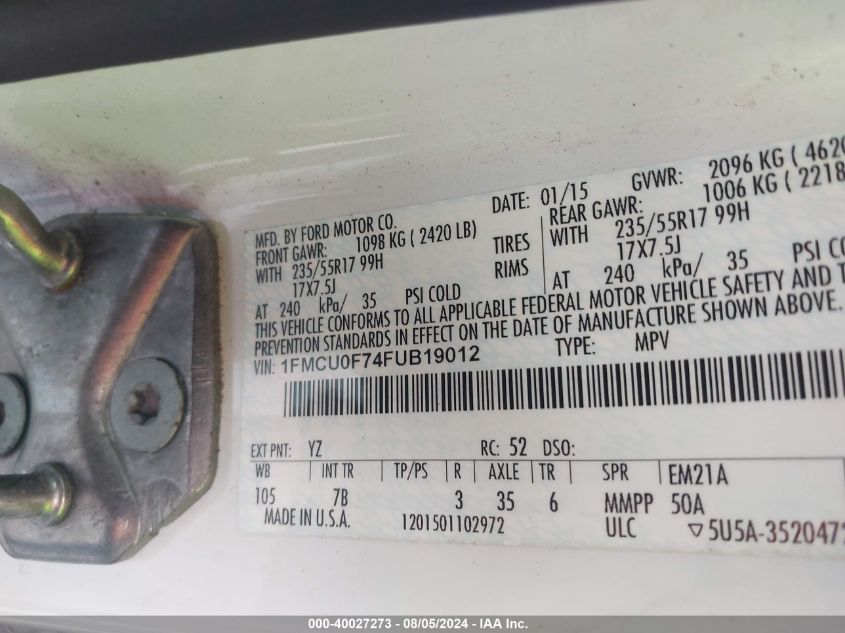 MFD. BY FORD MOTOR CO.
DATE: 01/15
GVWR: 2096 KG ( 4620
FRONT GAWR: 1098 KG ( 2420 LB)
REAR GAWR: 1006 KG ( 2218
WITH 235/55R17 99H
TIRES
WITH 235/55R17 99H
17X7.5J
RIMS
17X7.5J
AT 240 kPa/ 35 PSI COLD
AT 240 kPa/ 35 PSI CO
THIS VEHICLE CONFORMS TO ALL APPLICABLE FEDERAL MOTOR VEHICLE SAFETY AND T
PREVENTION STANDARDS IN EFFECT ON THE DATE OF MANUFACTURE SHOWN ABOVE.
VIN: 1FMCU0F74FUB19012
TYPE: MPV
EXT PNT: YZ RC: 52 DSO:
WB INT TR TP/PS R AXLE TR SPR EM21A
105 7B 3 35 6 MMPP 50A
MADE IN U.S.A. 1201501102972 ULC ▽5U5A-3520472
000-40027273 - 08/05/2024 - IAA Inc.